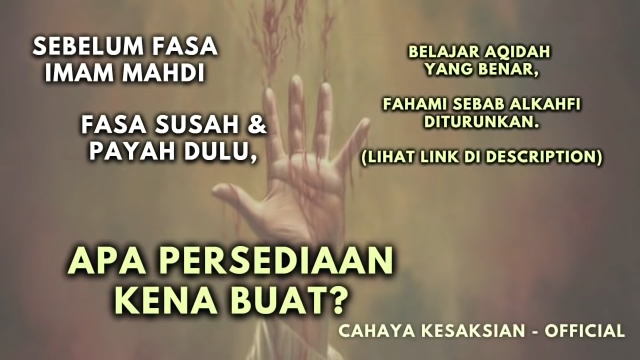 SEBELUM FASA
IMAM MAHDI
FASA SUSAH &
PAYAH DULU,
BELAJAR AQIDAH
YANG BENAR,
FAHAMI SEBAB ALKAHFI
DITURUNKAN.
(LIHAT LINK DI DESCRIPTION)
APA PERSEDIAAN
KENA BUAT?
CAHAYA KESAKSIAN - OFFICIAL